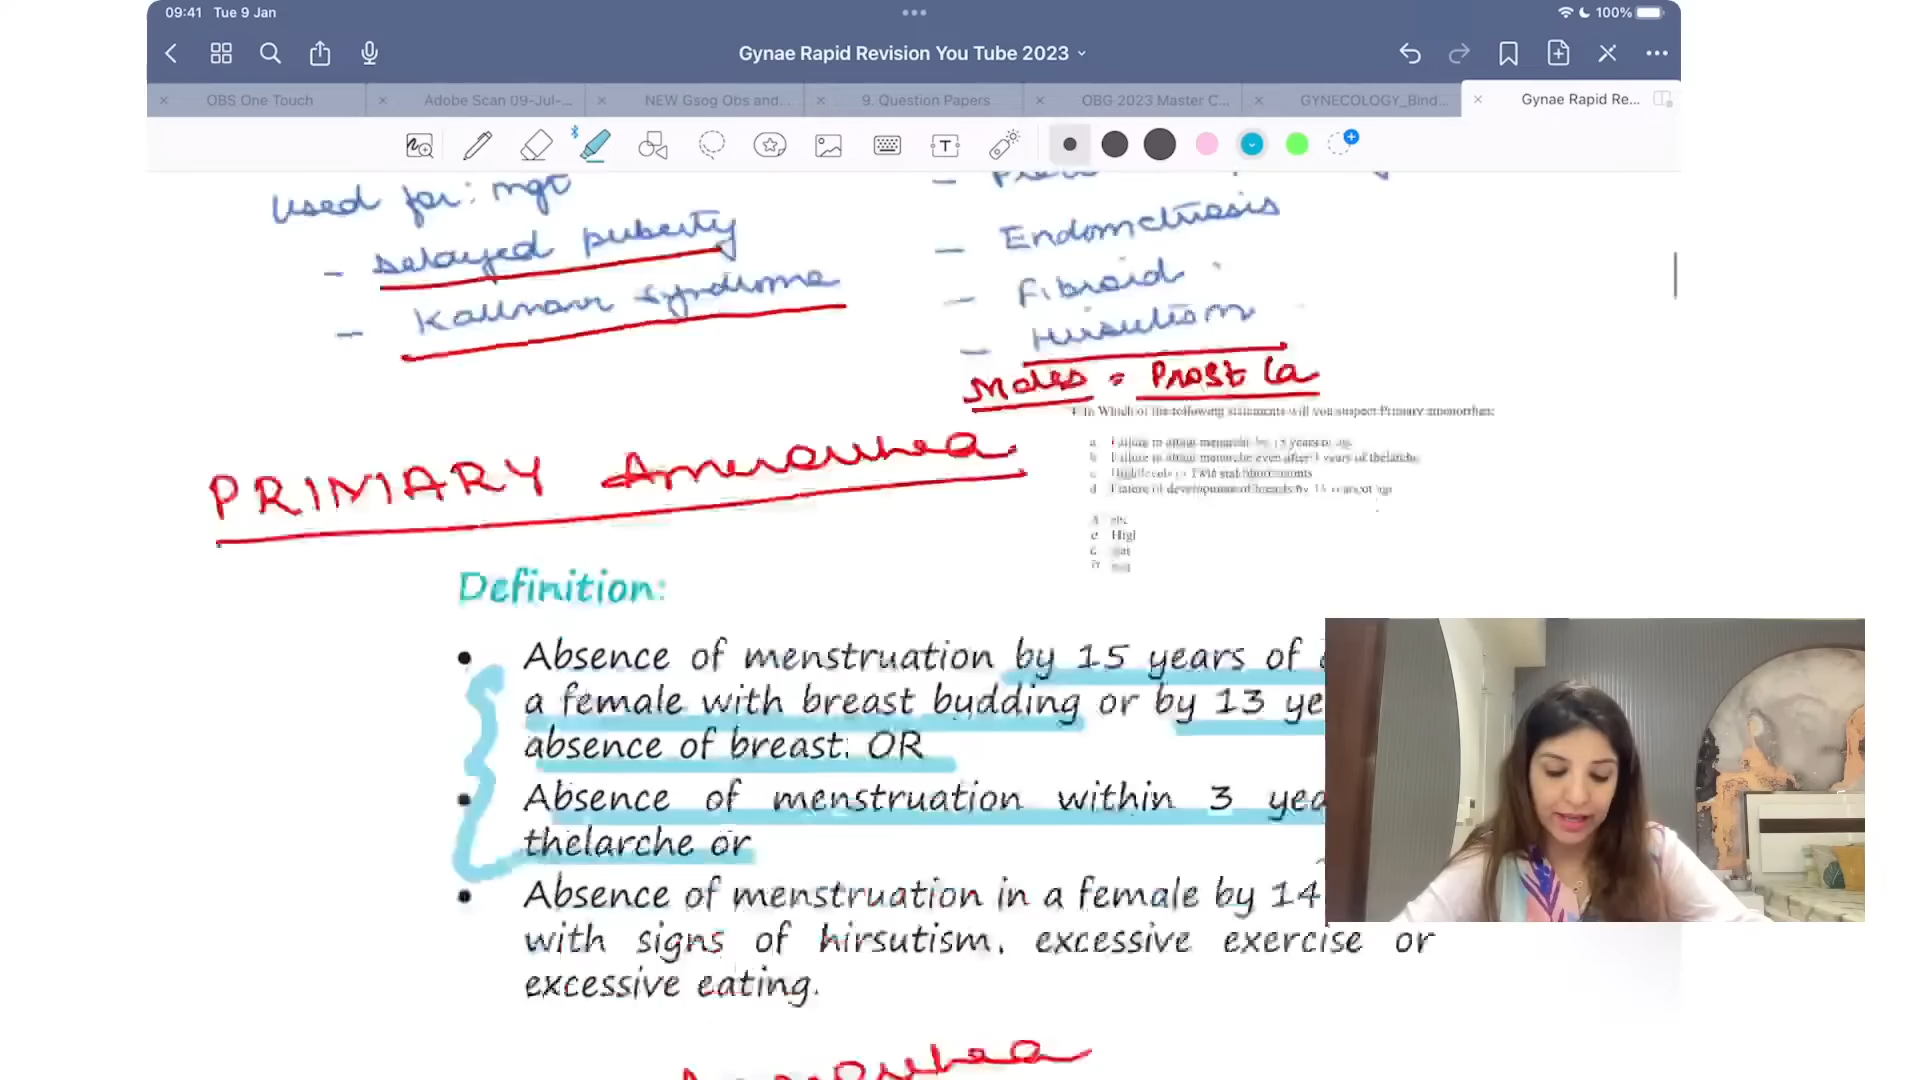 09:41 Tue 9 Jan
100%
Gynae Rapid Revision You Tube 2023
OBS One Touch
Adobe Scan 09-Jul-...
NEW Gsog Obs and...
9. Question Papers
OBG 2023 Master C...
GYNECOLOGY_Bind...
Gynae Rapid Re...
Used for: mgt
- Delayed puberty
- Kallmann syndrome
- Endometriosis
- Fibroid
- Hirsutism
Males = Prost Ca
In Which of the following statements will you suspect Primary amenorrhea
PRIMARY Amenorrhea
Definition:
• Absence of menstruation by 15 years of
a female with breast budding or by 13 ye
absence of breast. OR
• Absence of menstruation within 3 yea
thelarche or
• Absence of menstruation in a female by 14
with signs of hirsutism, excessive exercise or
excessive eating.